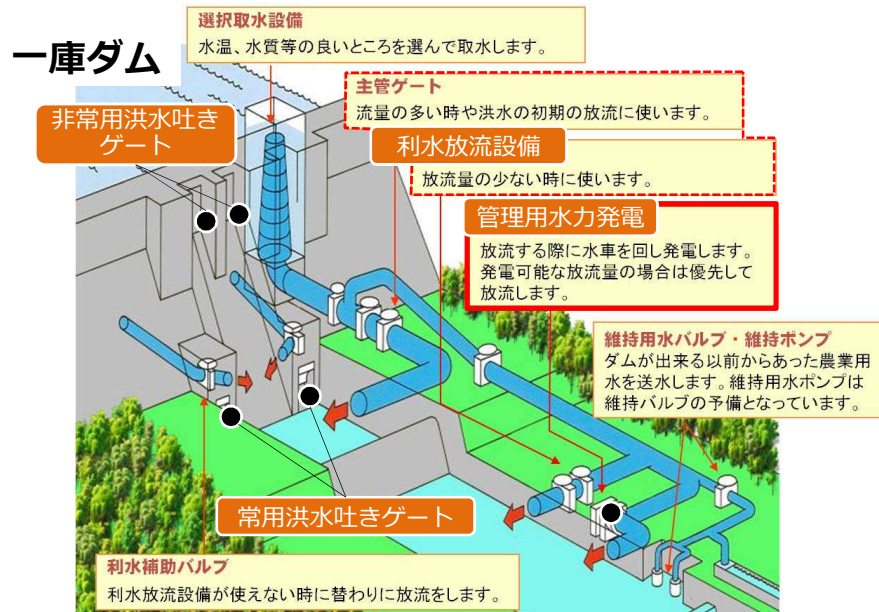 一庫ダム
選択取水設備
水温、水質等の良いところを選んで取水します。
主管ゲート
流量の多い時や洪水の初期の放流に使います。
非常用洪水吐き
ゲート
利水放流設備
放流量の少ない時に使います。
管理用水力発電
放流する際に水車を回し発電します。
発電可能な放流量の場合は優先して
放流します。
維持用水バルブ・維持ポンプ
ダムが出来る以前からあった農業用
水を送水します。維持用水ポンプは
維持バルブの予備となっています。
常用洪水吐きゲート
利水補助バルブ
利水放流設備が使えない時に替わりに放流をします。